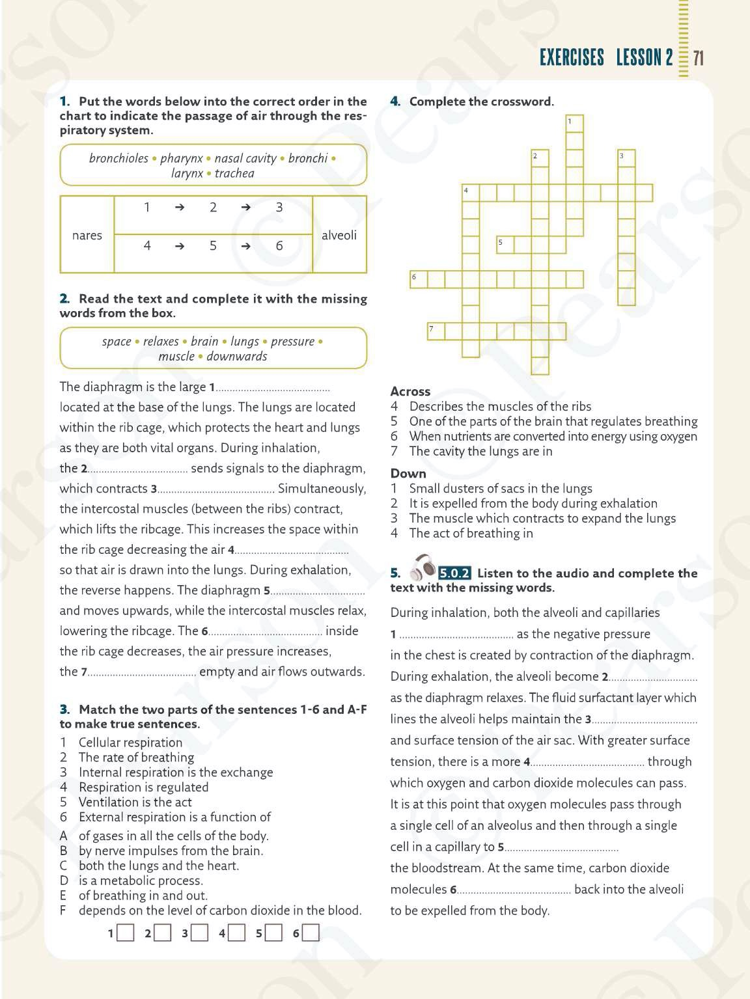 EXERCISES LESSON 2 71
1. Put the words below into the correct order in the
chart to indicate the passage of air through the res-
piratory system.
bronchioles • pharynx • nasal cavity • bronchi •
larynx • trachea
nares
1 → 2 → 3
4 → 5 → 6
alveoli
2. Read the text and complete it with the missing
words from the box.
space • relaxes • brain • lungs • pressure •
muscle • downwards
The diaphragm is the large 1.........................................
located at the base of the lungs. The lungs are located
within the rib cage, which protects the heart and lungs
as they are both vital organs. During inhalation,
the 2.................................... sends signals to the diaphragm,
which contracts 3.......................................... Simultaneously,
the intercostal muscles (between the ribs) contract,
which lifts the ribcage. This increases the space within
the rib cage decreasing the air 4.........................................
so that air is drawn into the lungs. During exhalation,
the reverse happens. The diaphragm 5..................................
and moves upwards, while the intercostal muscles relax,
lowering the ribcage. The 6......................................... inside
the rib cage decreases, the air pressure increases,
the 7....................................... empty and air flows outwards.
3. Match the two parts of the sentences 1-6 and A-F
to make true sentences.
1 Cellular respiration
2 The rate of breathing
3 Internal respiration is the exchange
4 Respiration is regulated
5 Ventilation is the act
6 External respiration is a function of
A of gases in all the cells of the body.
B by nerve impulses from the brain.
C both the lungs and the heart.
D is a metabolic process.
E of breathing in and out.
F depends on the level of carbon dioxide in the blood.
1 2 3 4 5 6
4. Complete the crossword.
1
2 3
4
5
6
7
Across
4 Describes the muscles of the ribs
5 One of the parts of the brain that regulates breathing
6 When nutrients are converted into energy using oxygen
7 The cavity the lungs are in
Down
1 Small dusters of sacs in the lungs
2 It is expelled from the body during exhalation
3 The muscle which contracts to expand the lungs
4 The act of breathing in
5. 5.0.2 Listen to the audio and complete the
text with the missing words.
During inhalation, both the alveoli and capillaries
1 ......................................... as the negative pressure
in the chest is created by contraction of the diaphragm.
During exhalation, the alveoli become 2................................
as the diaphragm relaxes. The fluid surfactant layer which
lines the alveoli helps maintain the 3......................................
and surface tension of the air sac. With greater surface
tension, there is a more 4......................................... through
which oxygen and carbon dioxide molecules can pass.
It is at this point that oxygen molecules pass through
a single cell of an alveolus and then through a single
cell in a capillary to 5.........................................
the bloodstream. At the same time, carbon dioxide
molecules 6......................................... back into the alveoli
to be expelled from the body.
© Pearson